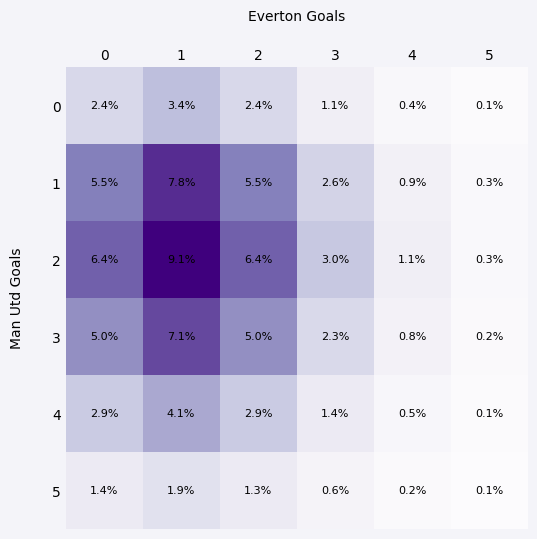 Everton Goals
0 1 2 3 4 5
0 2.4% 3.4% 2.4% 1.1% 0.4% 0.1%
1 5.5% 7.8% 5.5% 2.6% 0.9% 0.3%
2 6.4% 9.1% 6.4% 3.0% 1.1% 0.3%
3 5.0% 7.1% 5.0% 2.3% 0.8% 0.2%
4 2.9% 4.1% 2.9% 1.4% 0.5% 0.1%
5 1.4% 1.9% 1.3% 0.6% 0.2% 0.1%
Man Utd Goals